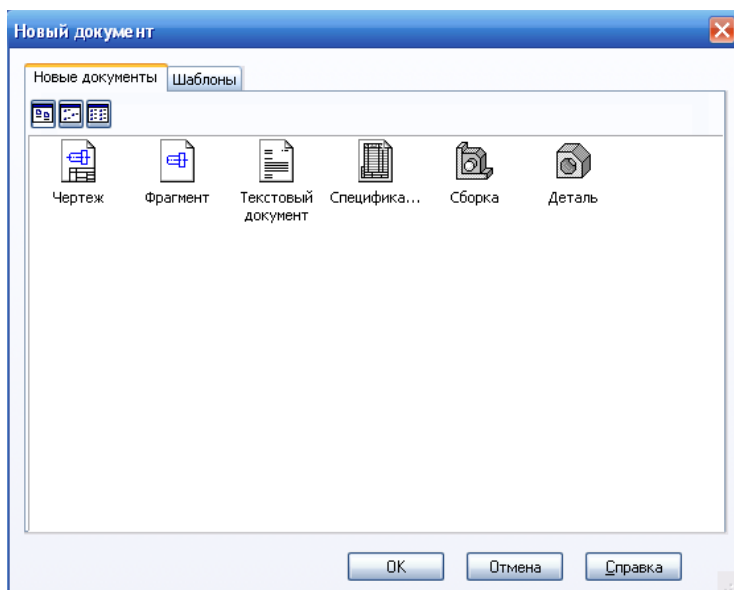 Новый документ
Новые документы Шаблоны
Чертеж Фрагмент Текстовый документ Специфика... Сборка Деталь
OK Отмена Справка